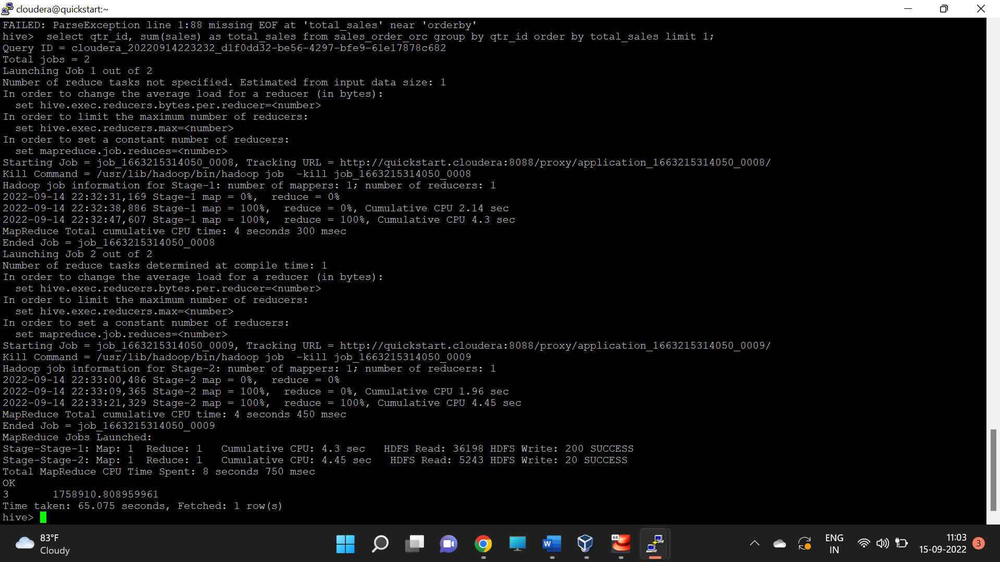 cloudera@quickstart:~
FAILED: ParseException line 1:88 missing EOF at 'total_sales' near 'orderby'
hive>  select qtr_id, sum(sales) as total_sales from sales_order_orc group by qtr_id order by total_sales limit 1;
Query ID = cloudera_20220914223232_d1f0dd32-be56-4297-bfe9-61e17878c682
Total jobs = 2
Launching Job 1 out of 2
Number of reduce tasks not specified. Estimated from input data size: 1
In order to change the average load for a reducer (in bytes):
  set hive.exec.reducers.bytes.per.reducer=<number>
In order to limit the maximum number of reducers:
  set hive.exec.reducers.max=<number>
In order to set a constant number of reducers:
  set mapreduce.job.reduces=<number>
Starting Job = job_1663215314050_0008, Tracking URL = http://quickstart.cloudera:8088/proxy/application_1663215314050_0008/
Kill Command = /usr/lib/hadoop/bin/hadoop job  -kill job_1663215314050_0008
Hadoop job information for Stage-1: number of mappers: 1; number of reducers: 1
2022-09-14 22:32:31,169 Stage-1 map = 0%,  reduce = 0%
2022-09-14 22:32:38,886 Stage-1 map = 100%,  reduce = 0%, Cumulative CPU 2.14 sec
2022-09-14 22:32:47,607 Stage-1 map = 100%,  reduce = 100%, Cumulative CPU 4.3 sec
MapReduce Total cumulative CPU time: 4 seconds 300 msec
Ended Job = job_1663215314050_0008
Launching Job 2 out of 2
Number of reduce tasks determined at compile time: 1
In order to change the average load for a reducer (in bytes):
  set hive.exec.reducers.bytes.per.reducer=<number>
In order to limit the maximum number of reducers:
  set hive.exec.reducers.max=<number>
In order to set a constant number of reducers:
  set mapreduce.job.reduces=<number>
Starting Job = job_1663215314050_0009, Tracking URL = http://quickstart.cloudera:8088/proxy/application_1663215314050_0009/
Kill Command = /usr/lib/hadoop/bin/hadoop job  -kill job_1663215314050_0009
Hadoop job information for Stage-2: number of mappers: 1; number of reducers: 1
2022-09-14 22:33:00,486 Stage-2 map = 0%,  reduce = 0%
2022-09-14 22:33:09,365 Stage-2 map = 100%,  reduce = 0%, Cumulative CPU 1.96 sec
2022-09-14 22:33:21,329 Stage-2 map = 100%,  reduce = 100%, Cumulative CPU 4.45 sec
MapReduce Total cumulative CPU time: 4 seconds 450 msec
Ended Job = job_1663215314050_0009
MapReduce Jobs Launched:
Stage-Stage-1: Map: 1  Reduce: 1   Cumulative CPU: 4.3 sec   HDFS Read: 36198 HDFS Write: 200 SUCCESS
Stage-Stage-2: Map: 1  Reduce: 1   Cumulative CPU: 4.45 sec   HDFS Read: 5243 HDFS Write: 20 SUCCESS
Total MapReduce CPU Time Spent: 8 seconds 750 msec
OK
3       1758910.808959961
Time taken: 65.075 seconds, Fetched: 1 row(s)
hive>
83°F
Cloudy
W
64
ENG
IN
11:03
15-09-2022
3